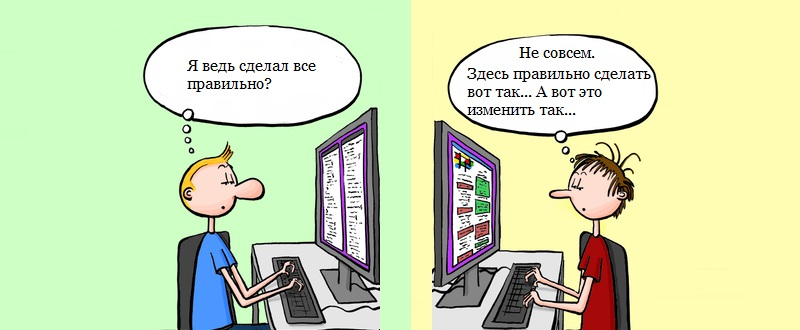 Я ведь сделал все
правильно?
Не совсем.
Здесь правильно сделать
вот так... А вот это
изменить так...